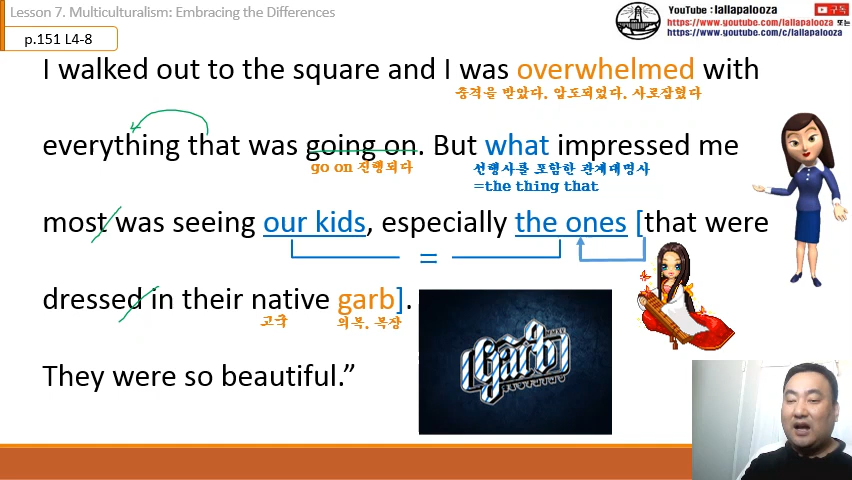 Lesson 7. Multiculturalism: Embracing the Differences
YouTube : lallapalooza
구독
https://www.youtube/lallapalooza 또는
https://www.youtube.com/c/lallapalooza
p.151 L4-8
I walked out to the square and I was overwhelmed with
충격을 받았다. 압도되었다. 사로잡혔다
everything that was going on. But what impressed me
go on 진행되다
선행사를 포함한 관계대명사
=the thing that
most was seeing our kids, especially the ones [that were
=
dressed in their native garb].
고국
의복. 복장
garb
They were so beautiful.”